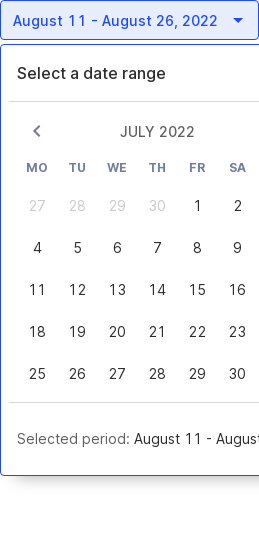 August 11 - August 26, 2022
Select a date range
JULY 2022
MO TU WE TH FR SA
27 28 29 30 1 2
4 5 6 7 8 9
11 12 13 14 15 16
18 19 20 21 22 23
25 26 27 28 29 30
Selected period: August 11 - August